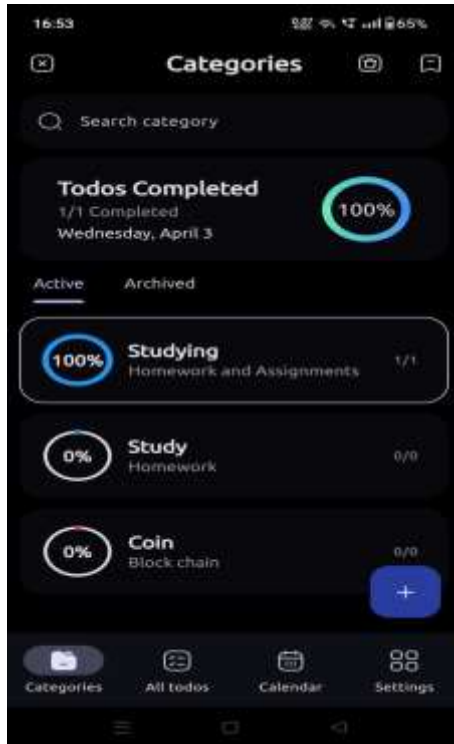 16:53
65%
Categories
Search category
Todos Completed
1/1 Completed
100%
Wednesday, April 3
Active Archived
100%
Studying
Homework and Assignments
1/1
0%
Study
Homework
0/0
0%
Coin
Block chain
0/0
+
Categories All todos Calendar Settings